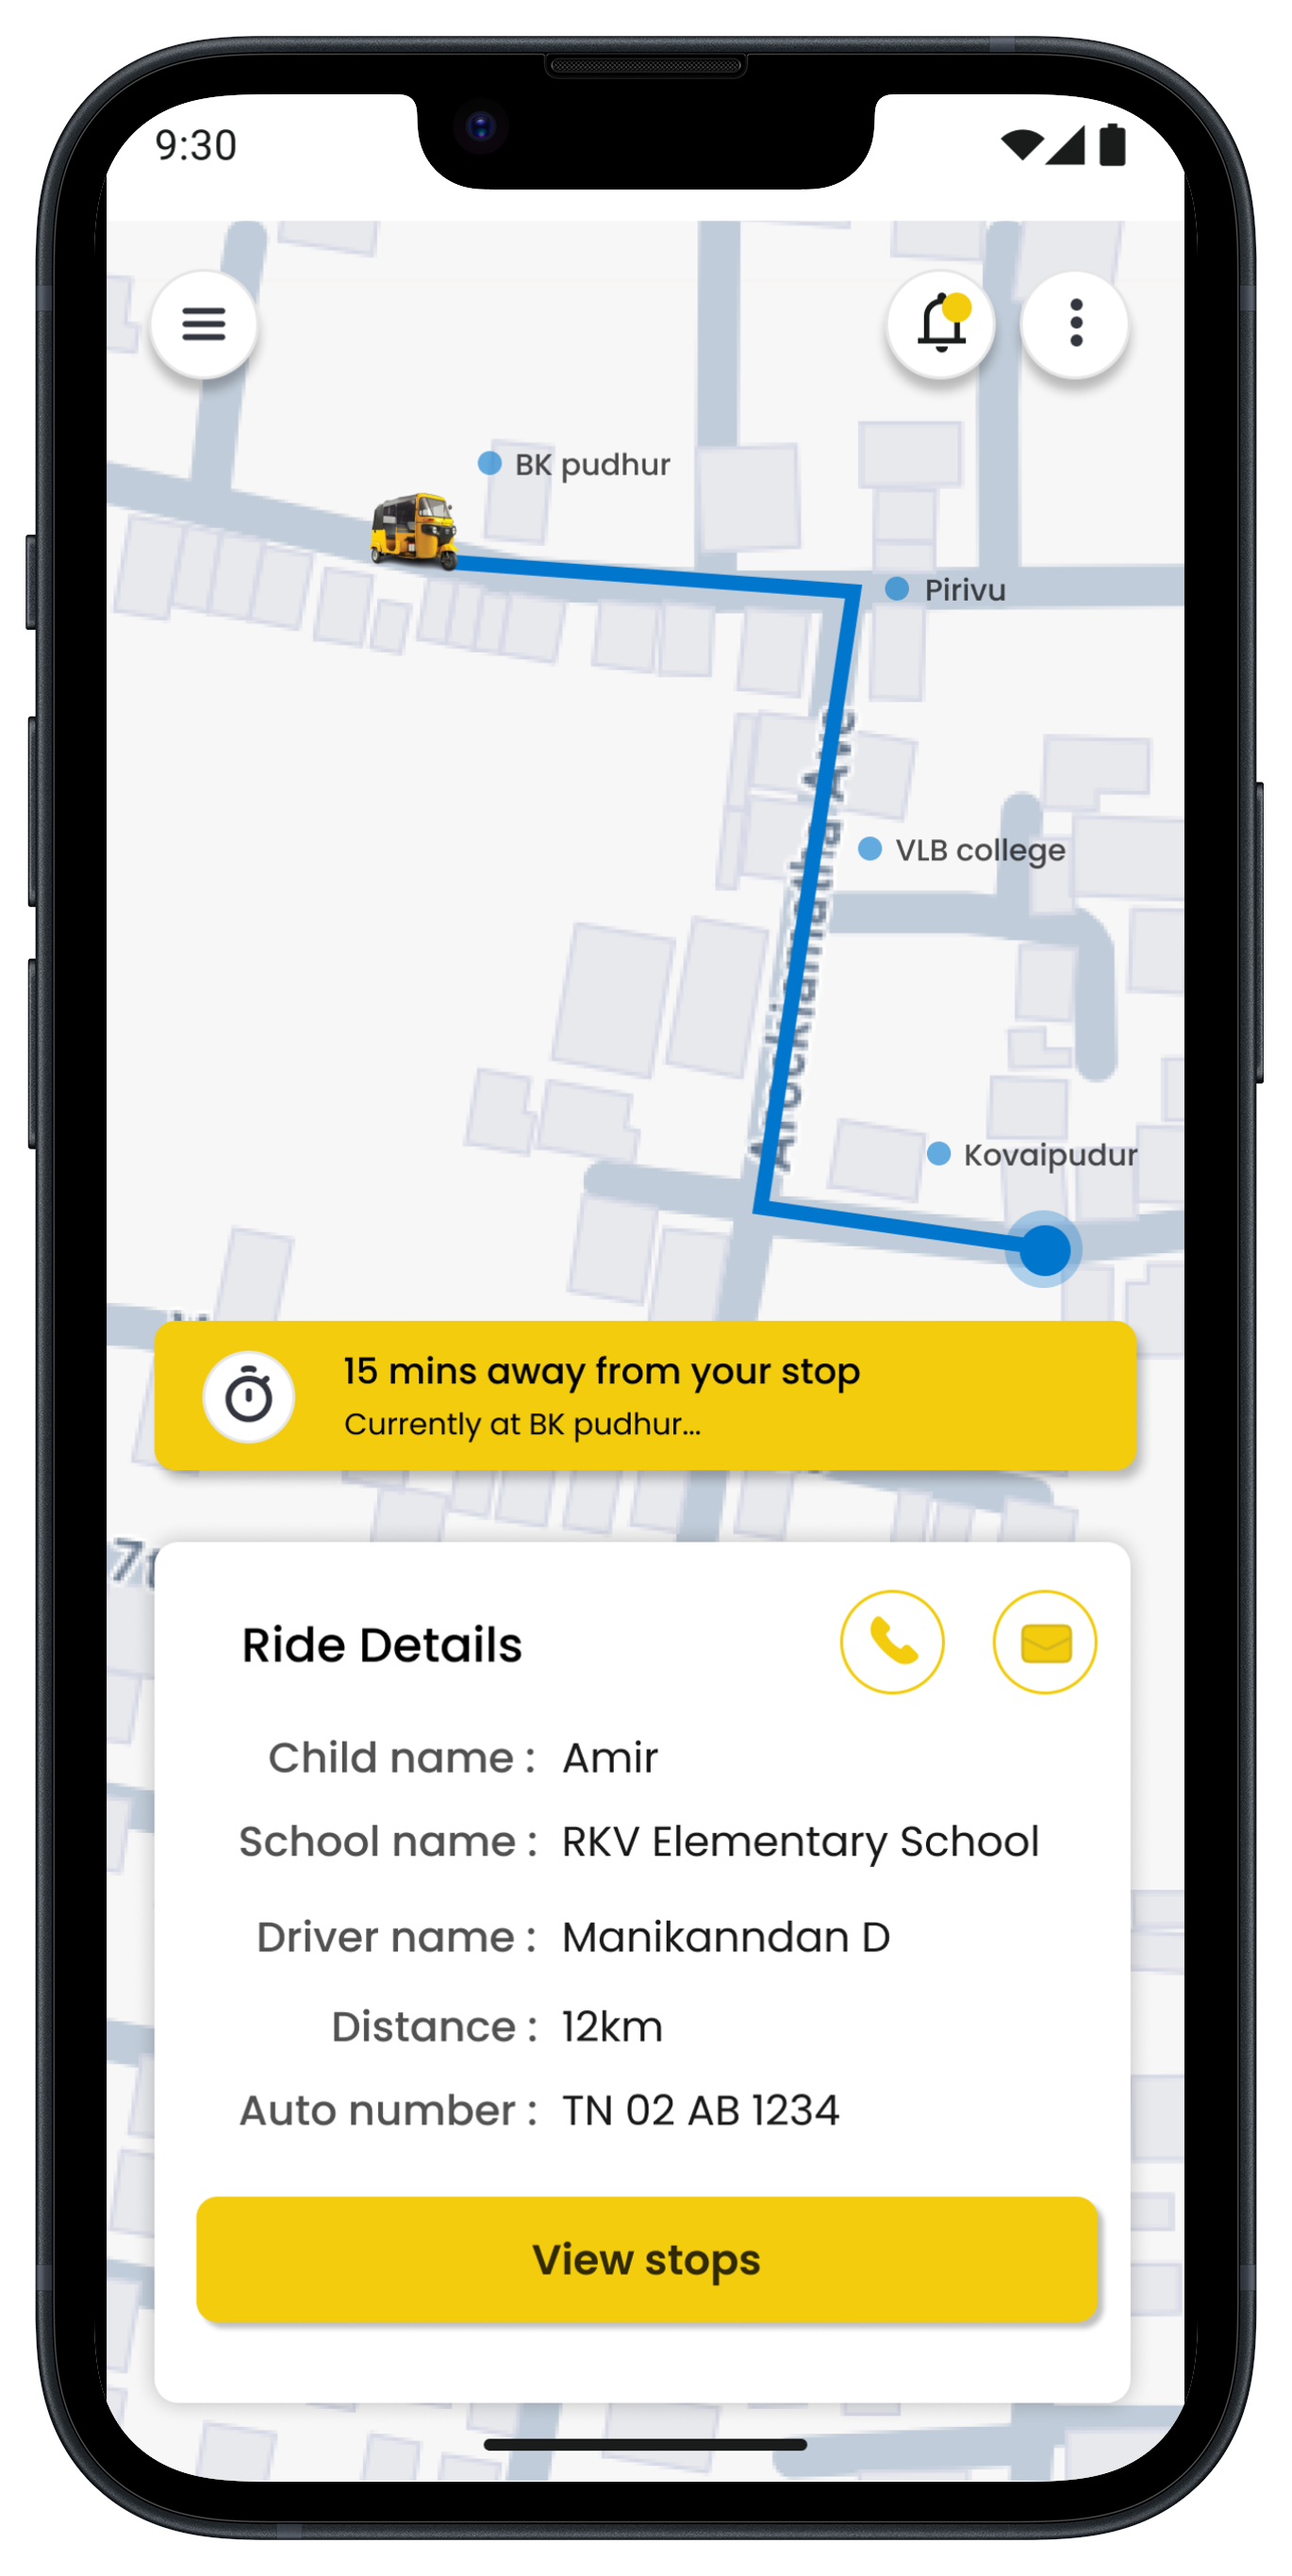 9:30
BK pudhur
Pirivu
VLB college
Kovaipudur
15 mins away from your stop
Currently at BK pudhur...
Ride Details
Child name : Amir
School name : RKV Elementary School
Driver name : Manikanndan D
Distance : 12km
Auto number : TN 02 AB 1234
View stops